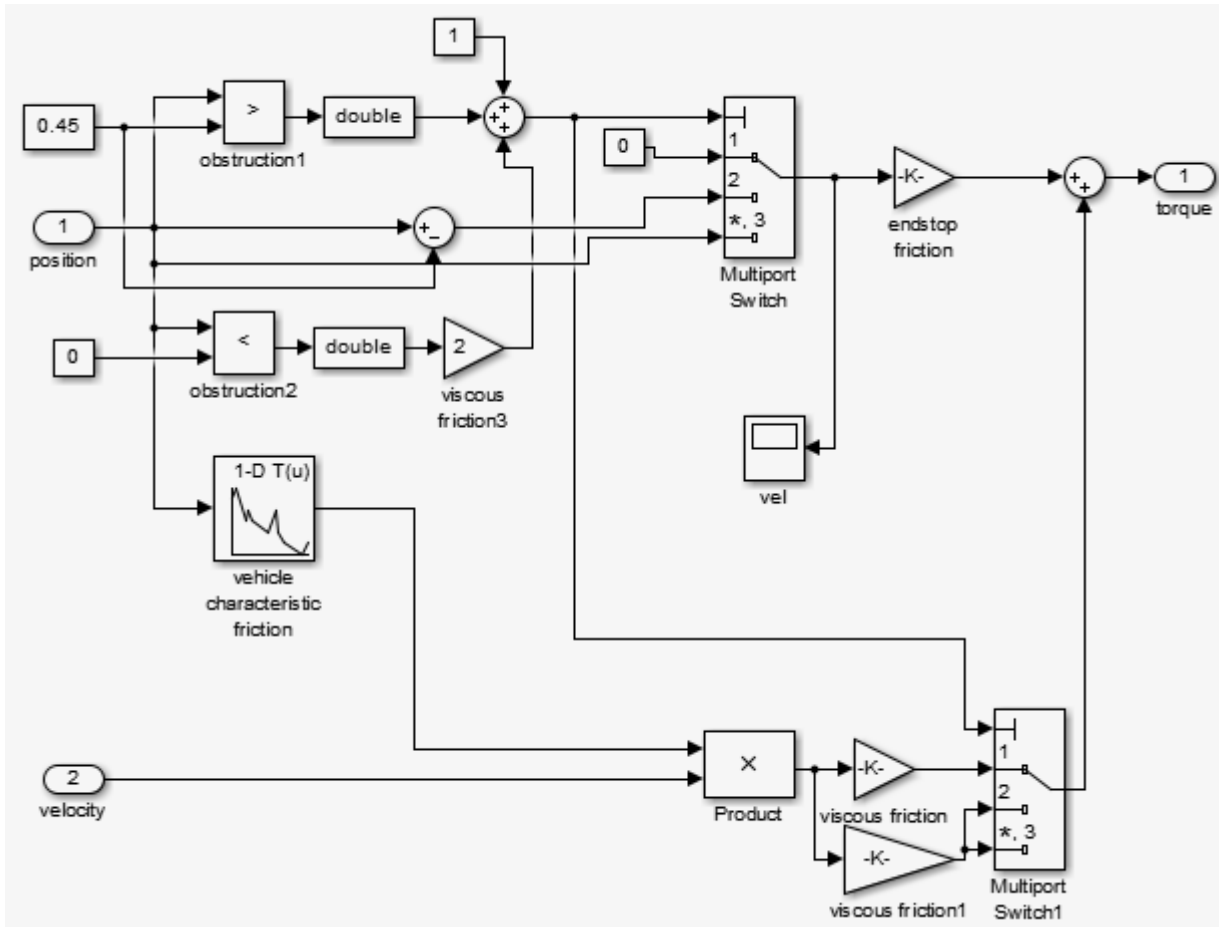 1
>
0.45
double
+
+
+
obstruction1
0
1
2
*, 3
1
position
+
−
-K-
endstop
friction
+
+
1
torque
Multiport
Switch
0
<
double
2
obstruction2
viscous
friction3
vel
1-D T(u)
vehicle
characteristic
friction
2
velocity
×
Product
-K-
viscous friction
-K-
viscous friction1
1
2
*, 3
Multiport
Switch1